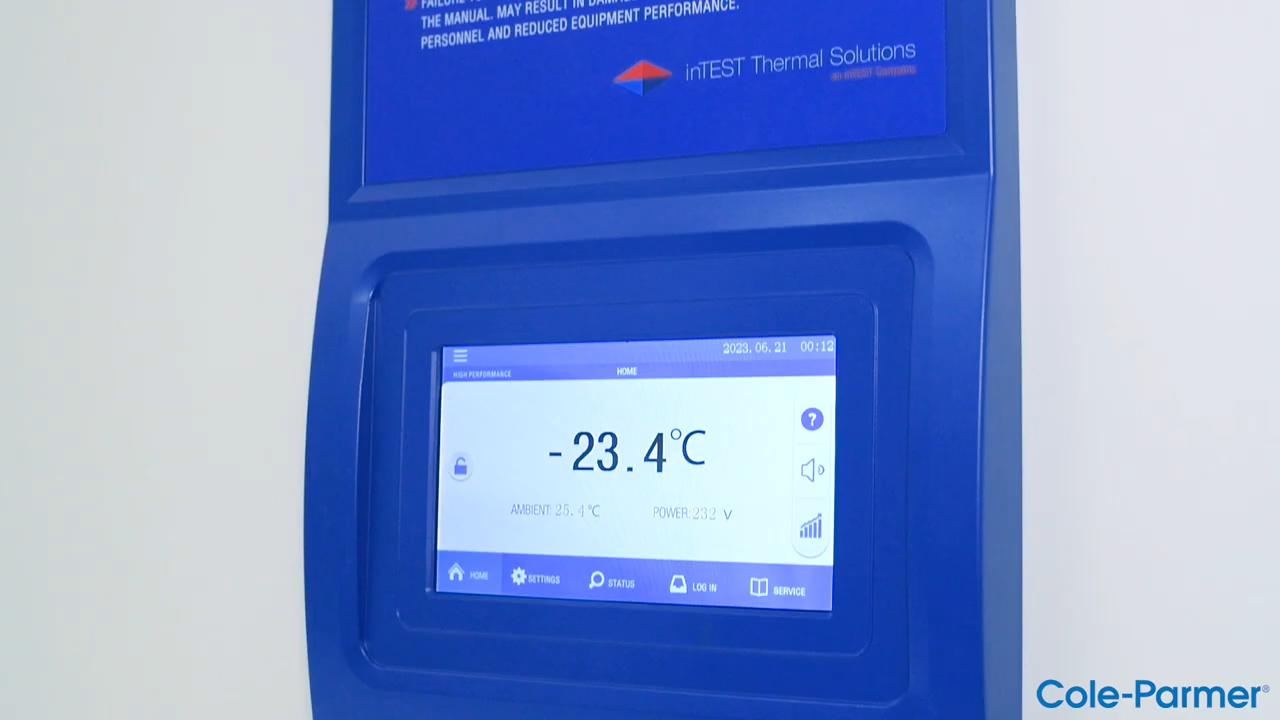 FAILURE
THE MANUAL. MAY RESULT IN
PERSONNEL AND REDUCED EQUIPMENT PERFORMANCE.
inTEST Thermal Solutions
an inTEST Company
2023.06.21 00:12
HIGH PERFORMANCE
HOME
-23.4°C
?
AMBIENT: 25.4℃ POWER:232 V
HOME SETTINGS STATUS LOG IN SERVICE
Cole-Parmer®